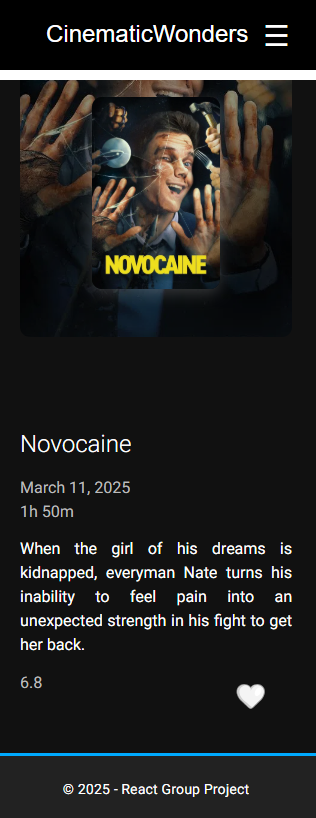 CinematicWonders
NOVOCAINE
Novocaine
March 11, 2025
1h 50m
When the girl of his dreams is
kidnapped, everyman Nate turns his
inability to feel pain into an
unexpected strength in his fight to get
her back.
6.8
© 2025 - React Group Project